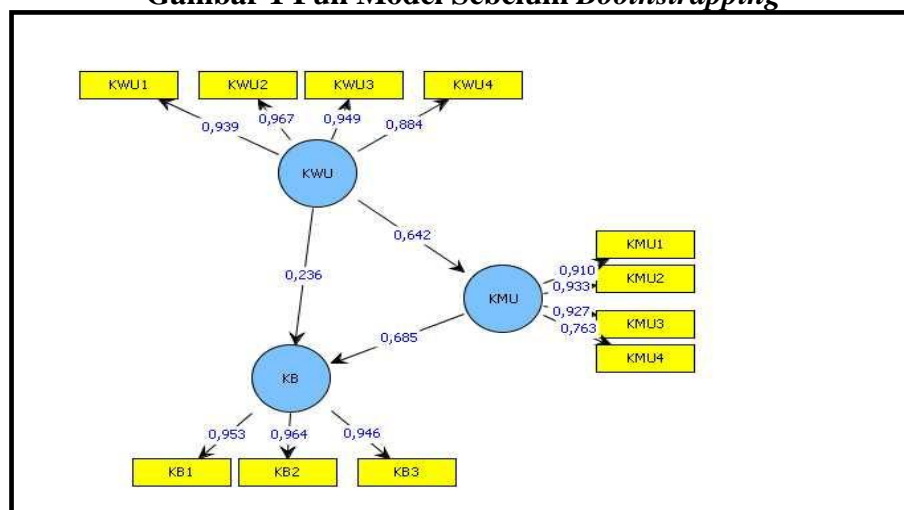 Gambar 1 Full Model Sebelum
KWU1 KWU2 KWU3 KWU4
0,939 0,967 0,949 0,884
KWU
0,642
KMU1
0,910
KMU2
0,236
0,933
KMU
0,927
KMU3
0,763
0,685
KMU4
KB
0,953 0,964 0,946
KB1 KB2 KB3